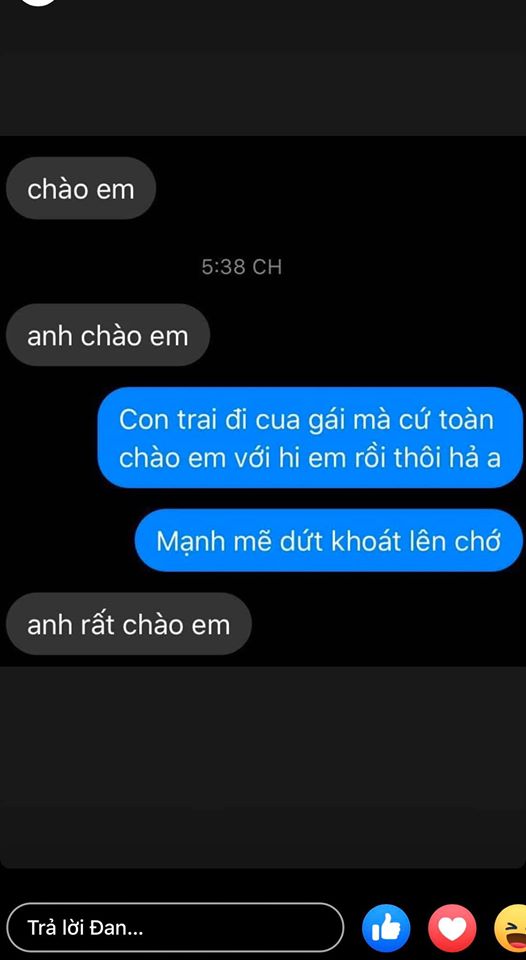 chào em
5:38 CH
anh chào em
Con trai đi cua gái mà cứ toàn
chào em với hi em rồi thôi hả a
Mạnh mẽ dứt khoát lên chớ
anh rất chào em
Trả lời Đan...